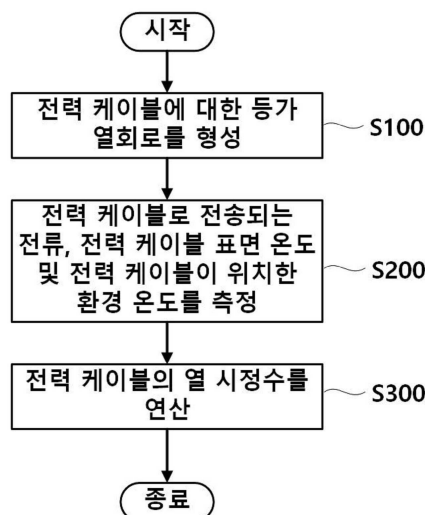 시작
전력 케이블에 대한 등가
열회로를 형성
S100
전력 케이블로 전송되는
전류, 전력 케이블 표면 온도
및 전력 케이블이 위치한
환경 온도를 측정
S200
전력 케이블의 열 시정수를
연산
S300
종료